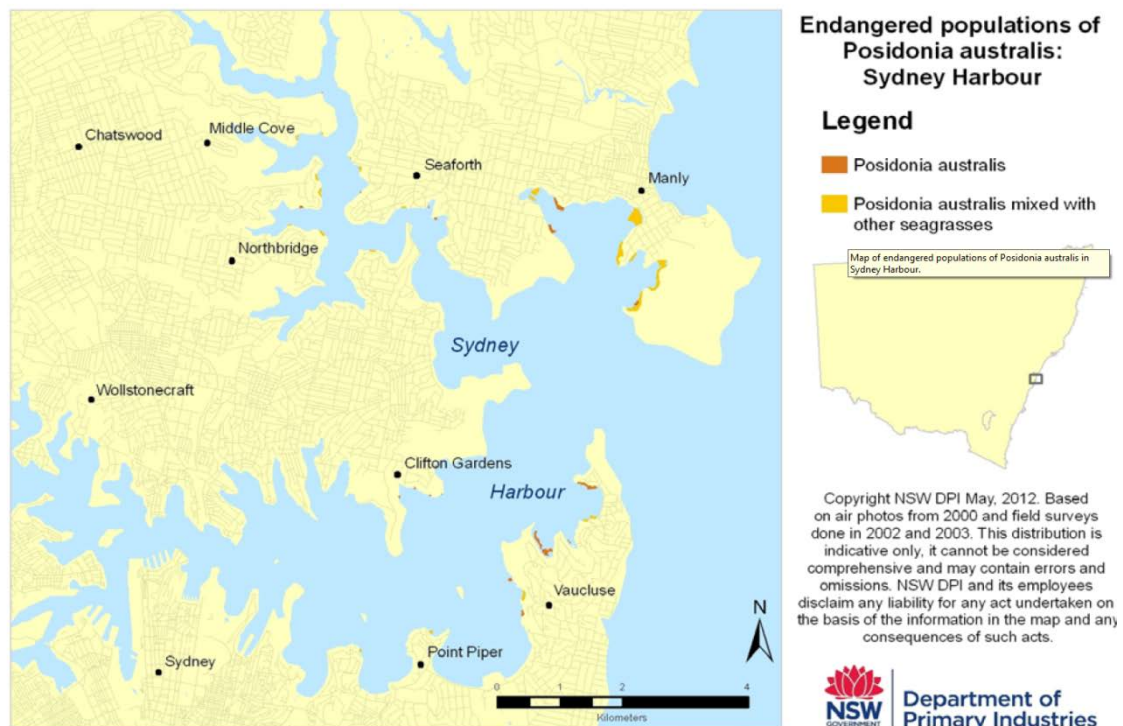 Endangered populations of
Posidonia australis:
Sydney Harbour
Legend
Posidonia australis
Posidonia australis mixed with
other seagrasses
Map of endangered populations of Posidonia australis in
Sydney Harbour.
Chatswood
Middle Cove
Seaforth
Manly
Northbridge
Sydney
Wollstonecraft
Clifton Gardens
Harbour
Vaucluse
Point Piper
Sydney
N
0 1 2 4
Kilometers
Copyright NSW DPI May, 2012. Based
on air photos from 2000 and field surveys
done in 2002 and 2003. This distribution is
indicative only, it cannot be considered
comprehensive and may contain errors and
omissions. NSW DPI and its employees
disclaim any liability for any act undertaken on
the basis of the information in the map and any
consequences of such acts.
NSW
GOVERNMENT
Department of
Primary Industries